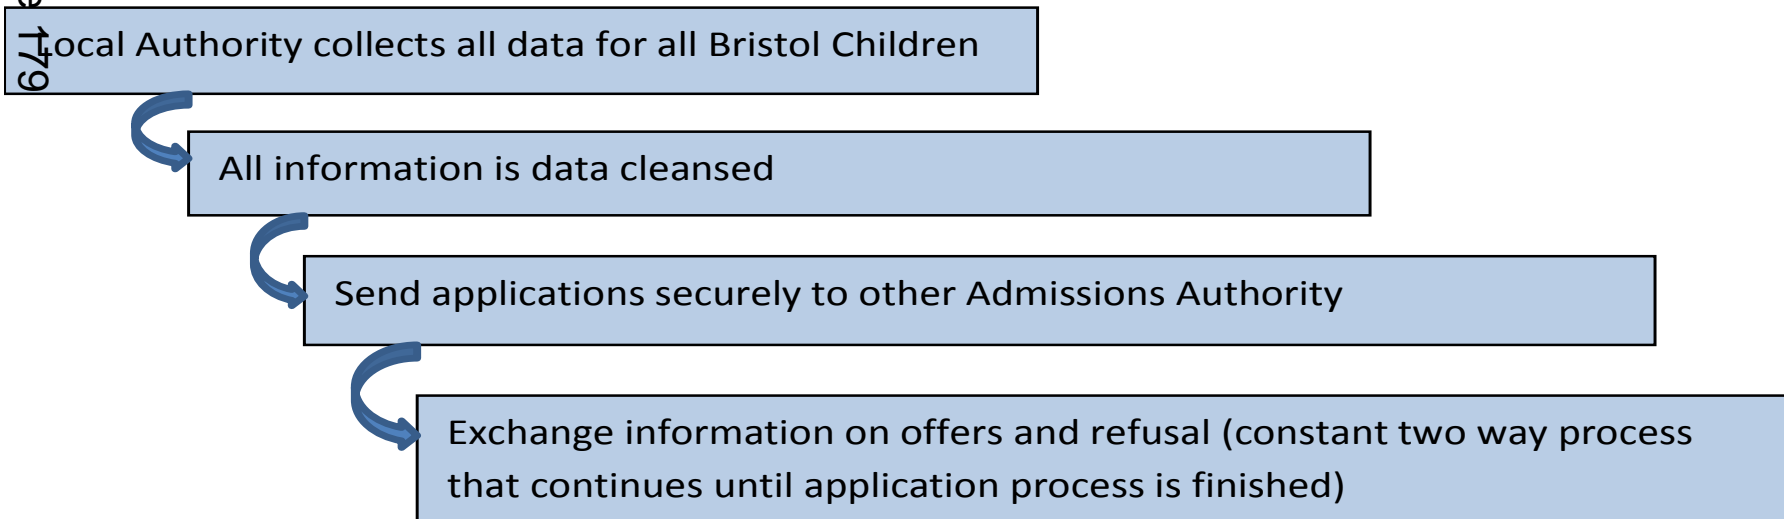 e 179
Local Authority collects all data for all Bristol Children
All information is data cleansed
Send applications securely to other Admissions Authority
Exchange information on offers and refusal (constant two way process
that continues until application process is finished)